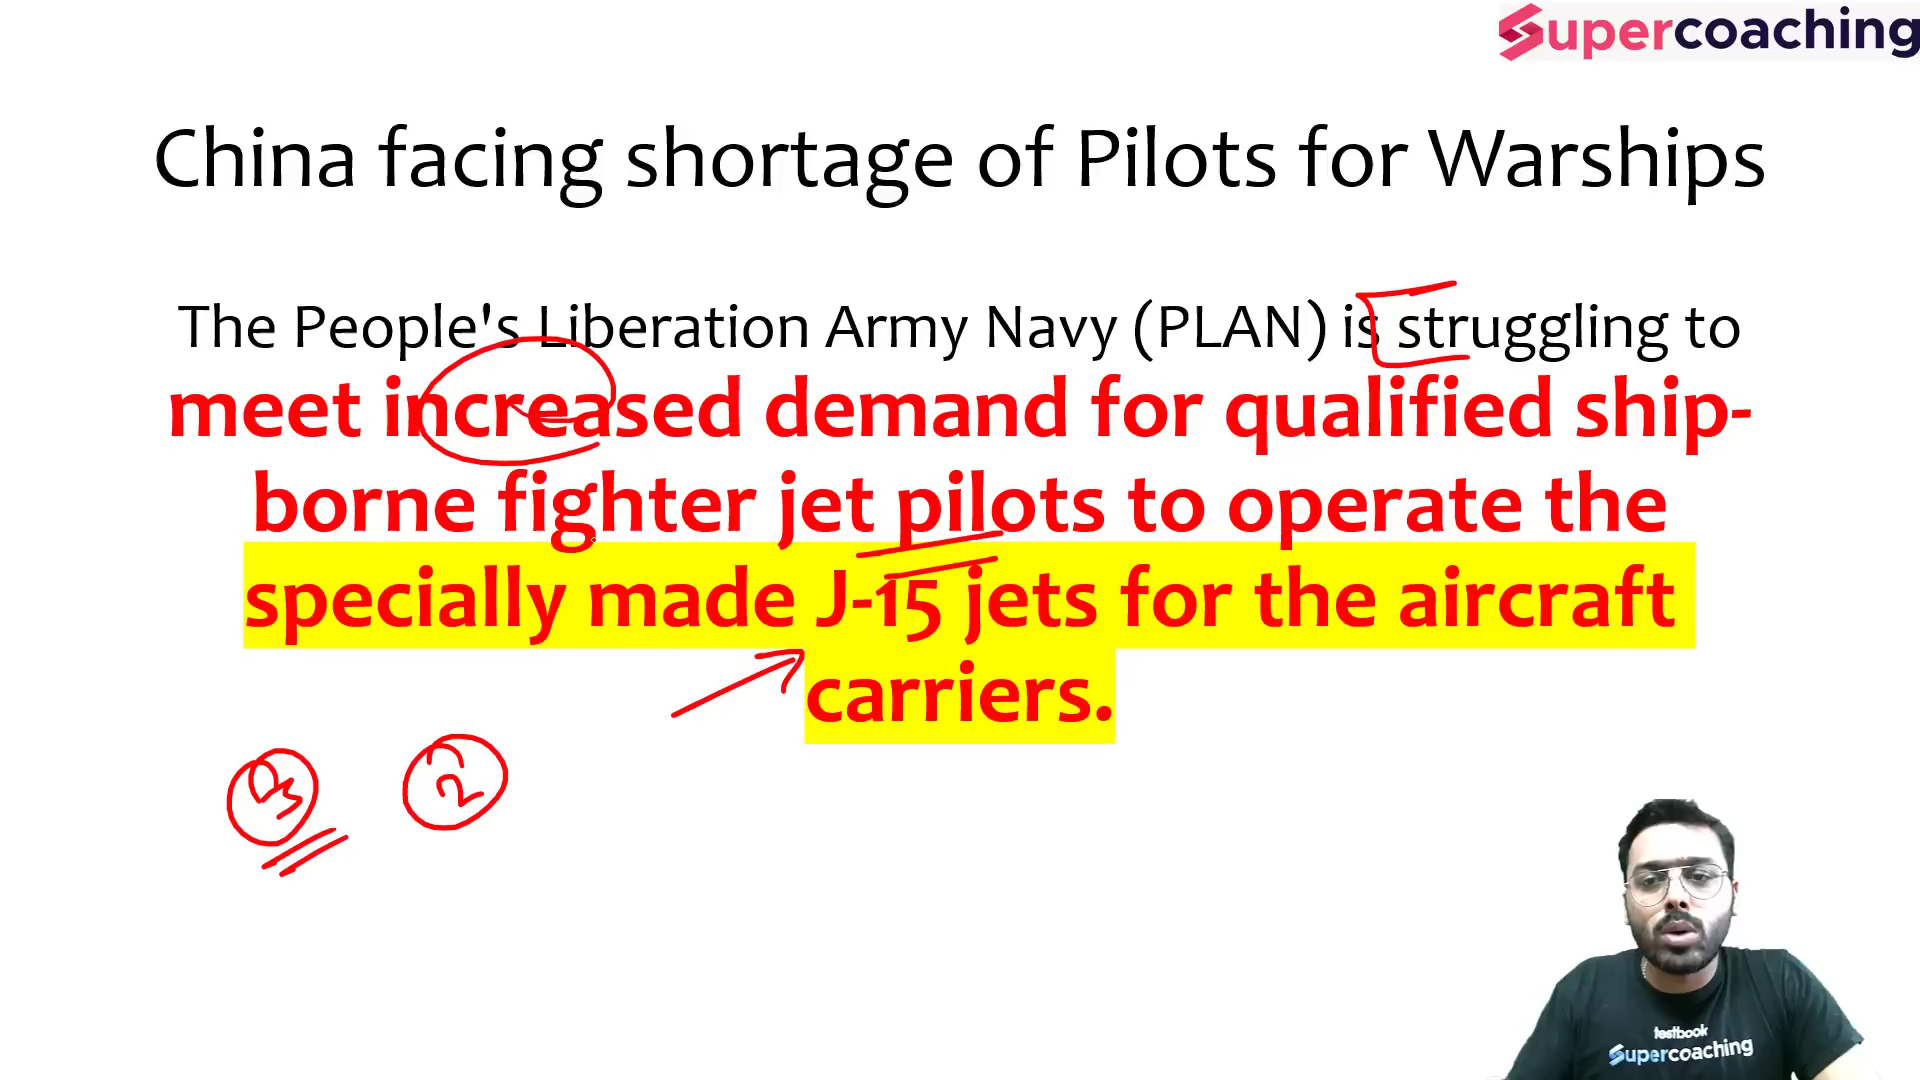 Supercoaching
China facing shortage of Pilots for Warships
The People's Liberation Army Navy (PLAN) is struggling to
meet increased demand for qualified ship-
borne fighter jet pilots to operate the
specially made J-15 jets for the aircraft
carriers.
3 2
testbook
Supercoaching